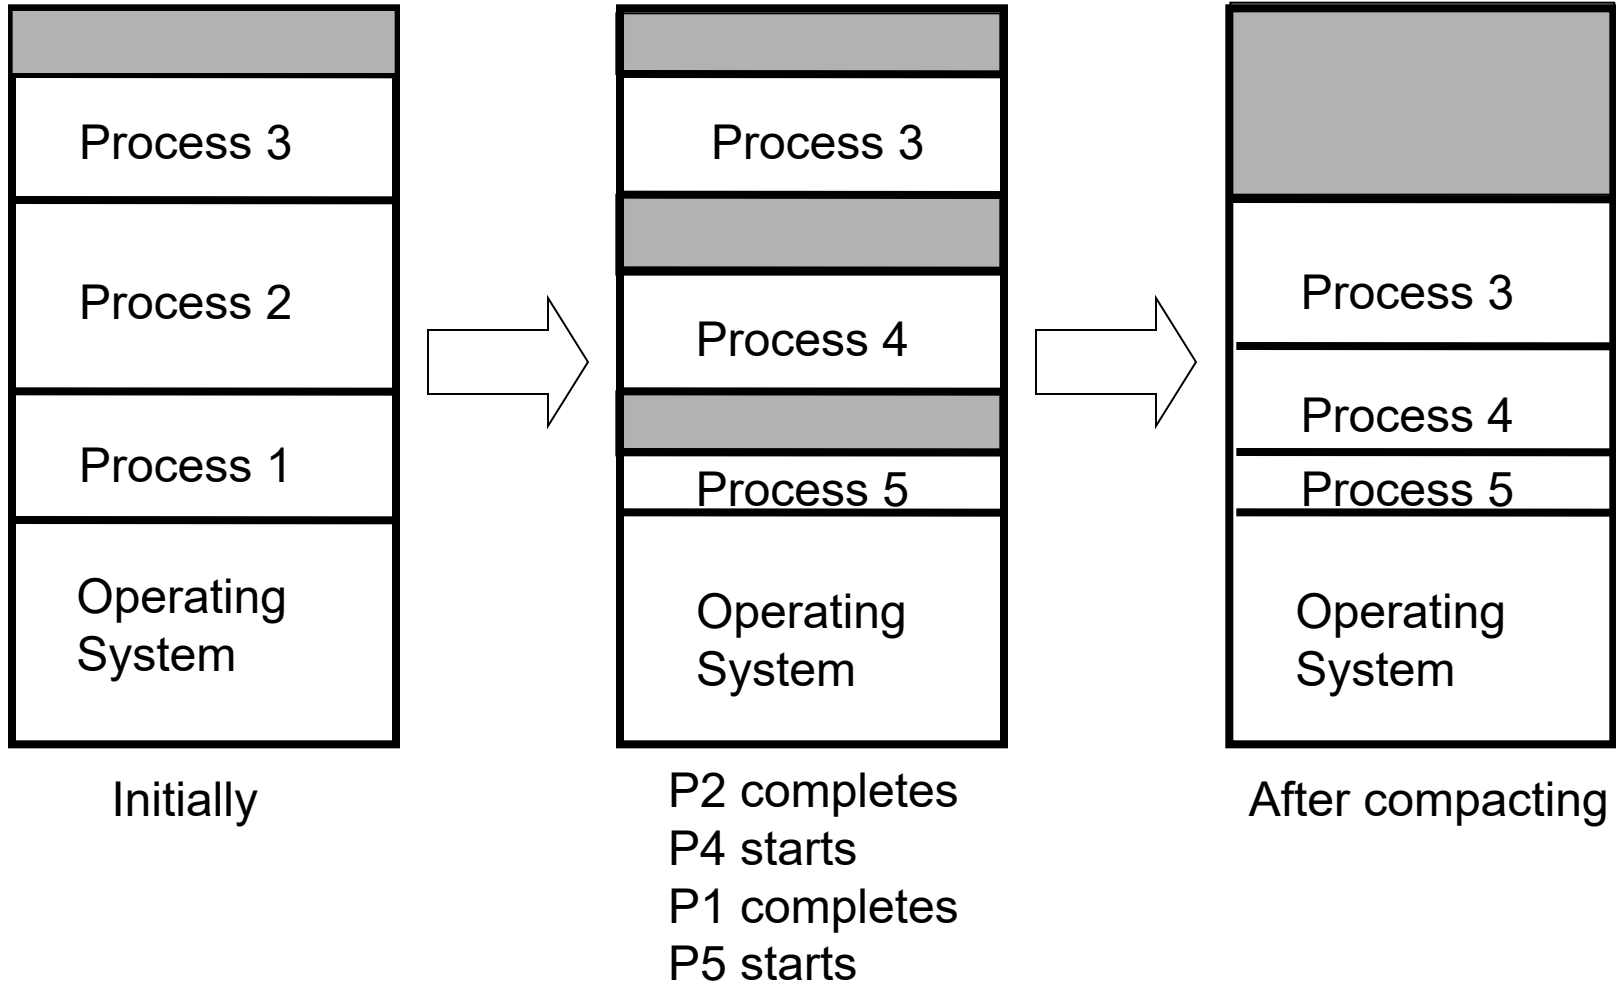 Process 3
Process 2
Process 1
Operating
System
Initially
Process 3
Process 4
Process 5
Operating
System
P2 completes
P4 starts
P1 completes
P5 starts
Process 3
Process 4
Process 5
Operating
System
After compacting